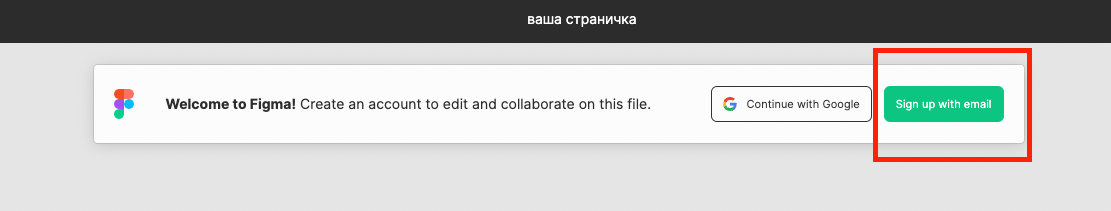 ваша страничка
Welcome to Figma! Create an account to edit and collaborate on this file.
Continue with Google
Sign up with email